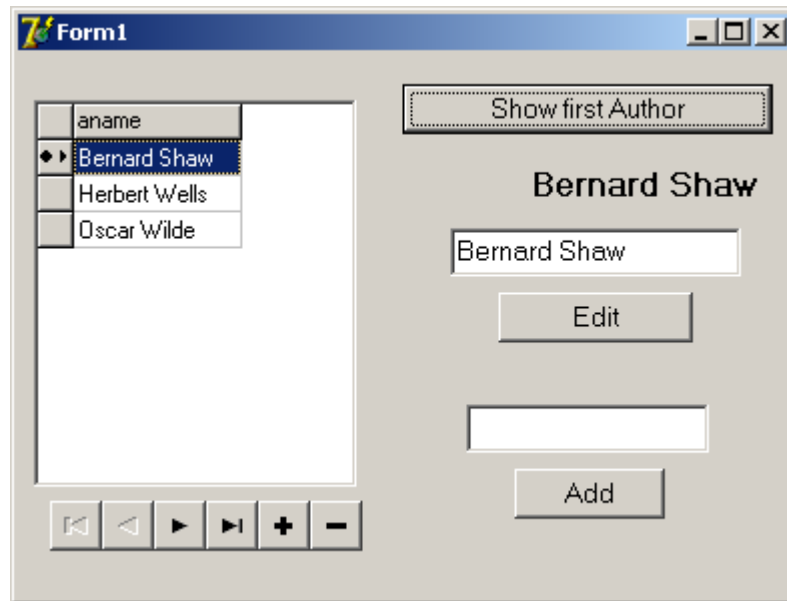 Form1
aname
Bernard Shaw
Herbert Wells
Oscar Wilde
Show first Author
Bernard Shaw
Bernard Shaw
Edit
Add